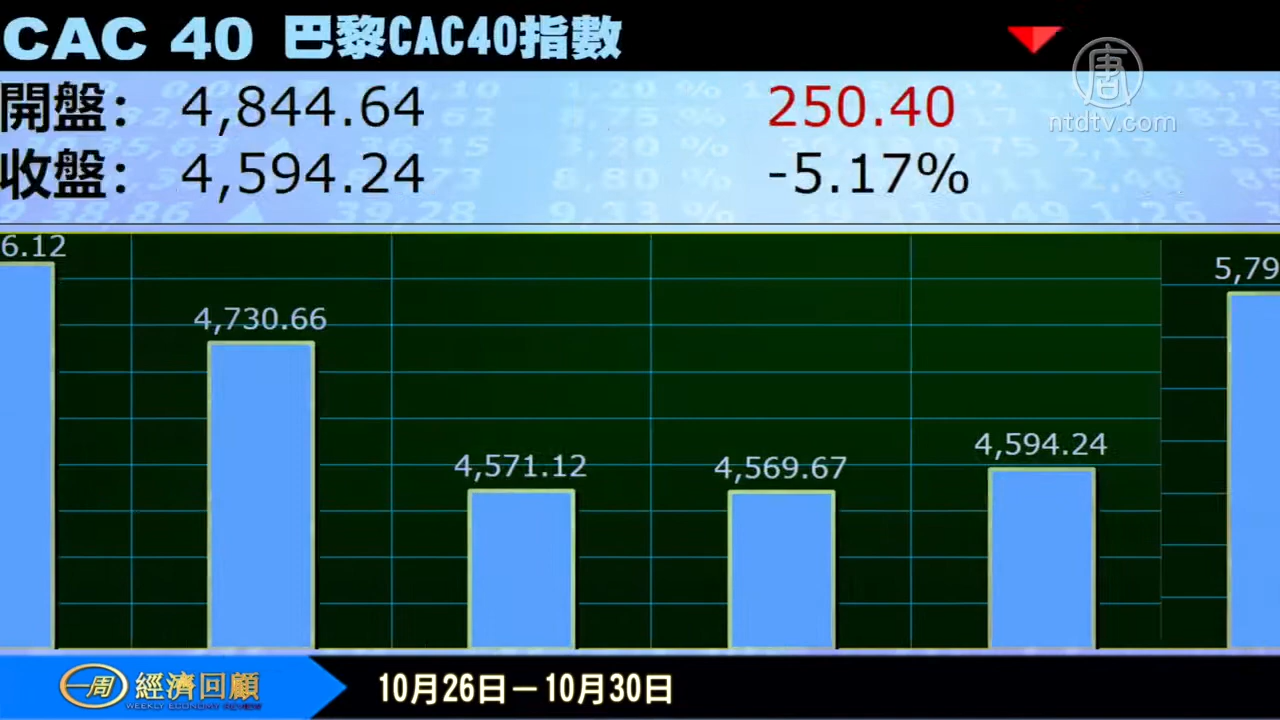 CAC 40 巴黎CAC40指數
唐
ntdtv.com
開盤： 4,844.64 250.40
收盤： 4,594.24 -5.17%
6.12
4,730.66
4,571.12
4,569.67
4,594.24
5,79
一周 經濟回顧
WEEKLY ECONOMY REVIEW
10月26日－10月30日